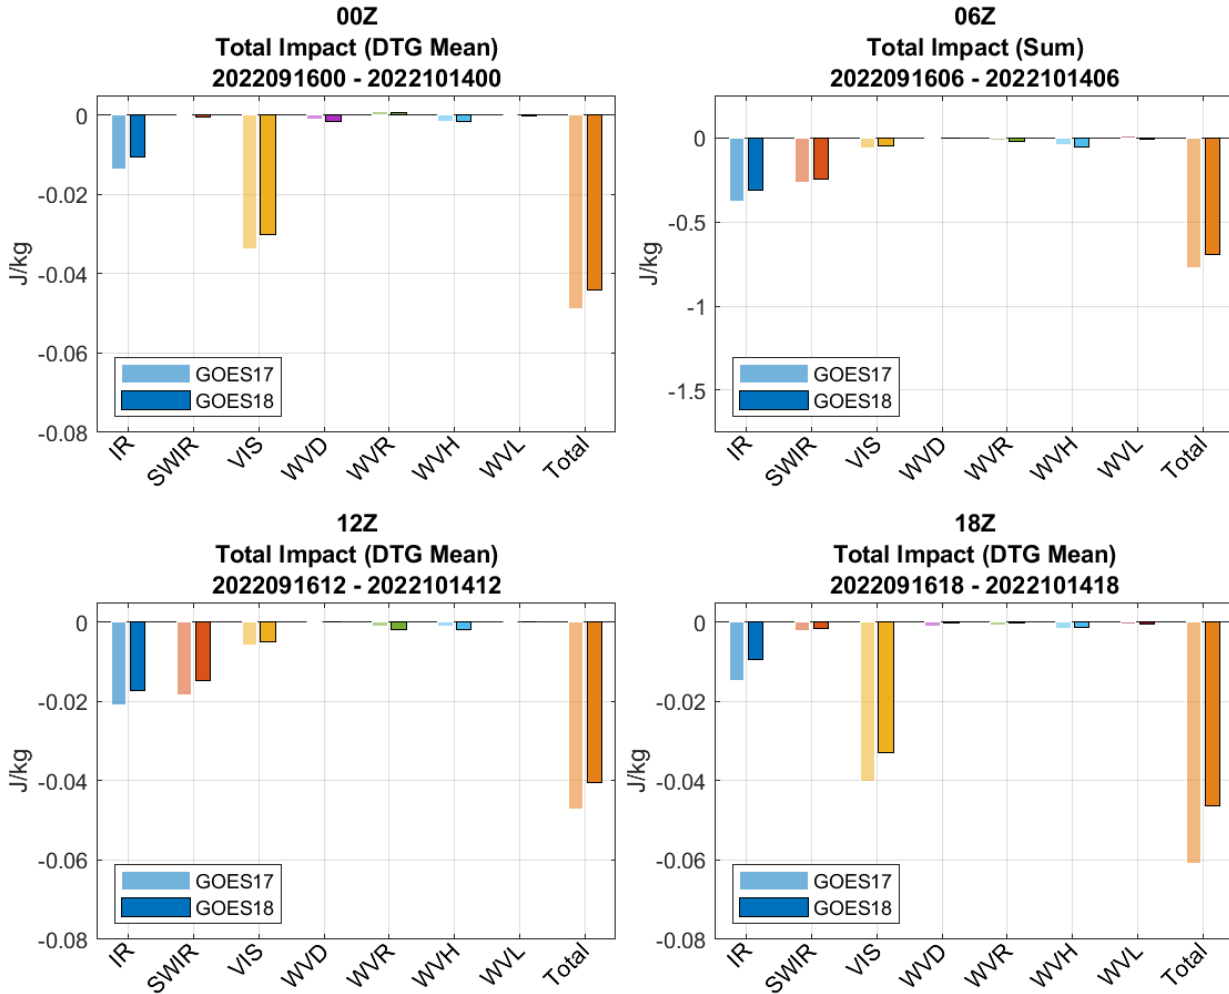 00Z
Total Impact (DTG Mean)
2022091600 - 2022101400
J/kg
0
-0.02
-0.04
-0.06
-0.08
GOES17
GOES18
IR SWIR VIS WVD WVR WVH WVL Total
06Z
Total Impact (Sum)
2022091606 - 2022101406
J/kg
0
-0.5
-1
-1.5
GOES17
GOES18
IR SWIR VIS WVD WVR WVH WVL Total
12Z
Total Impact (DTG Mean)
2022091612 - 2022101412
J/kg
0
-0.02
-0.04
-0.06
-0.08
GOES17
GOES18
IR SWIR VIS WVD WVR WVH WVL Total
18Z
Total Impact (DTG Mean)
2022091618 - 2022101418
J/kg
0
-0.02
-0.04
-0.06
-0.08
GOES17
GOES18
IR SWIR VIS WVD WVR WVH WVL Total